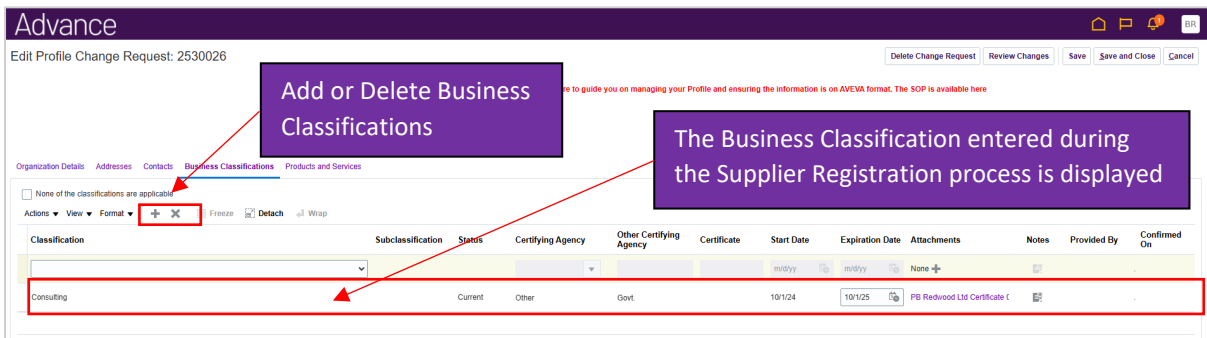 Advance
1
BR
Edit Profile Change Request: 2530026
Delete Change Request Review Changes Save Save and Close Cancel
Add or Delete Business
Classifications
to guide you on managing your Profile and ensuring the information is on AVEVA format. The SOP is available here
The Business Classification entered during
the Supplier Registration process is displayed
Organization Details Addresses Contacts Business Classifications Products and Services
None of the classifications are applicable
Actions View Format Freeze Detach Wrap
Classification Subclassification Status Certifying Agency Other Certifying Agency Certificate Start Date Expiration Date Attachments Notes Provided By Confirmed On
m/d/yy m/d/yy None
Consulting Current Other Govt. 10/1/24 10/1/25 PB Redwood Ltd Certificate